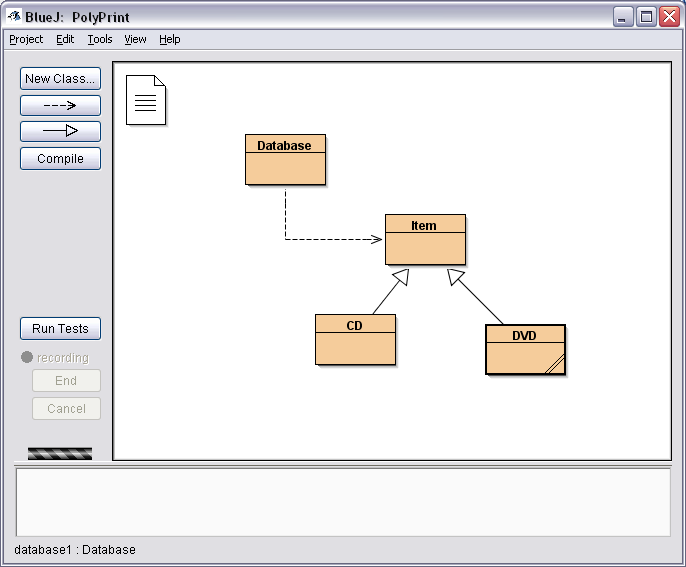 BlueJ: PolyPrint
Project Edit Tools View Help
New Class...
Compile
Database
Item
CD
DVD
Run Tests
recording
End
Cancel
database1 : Database